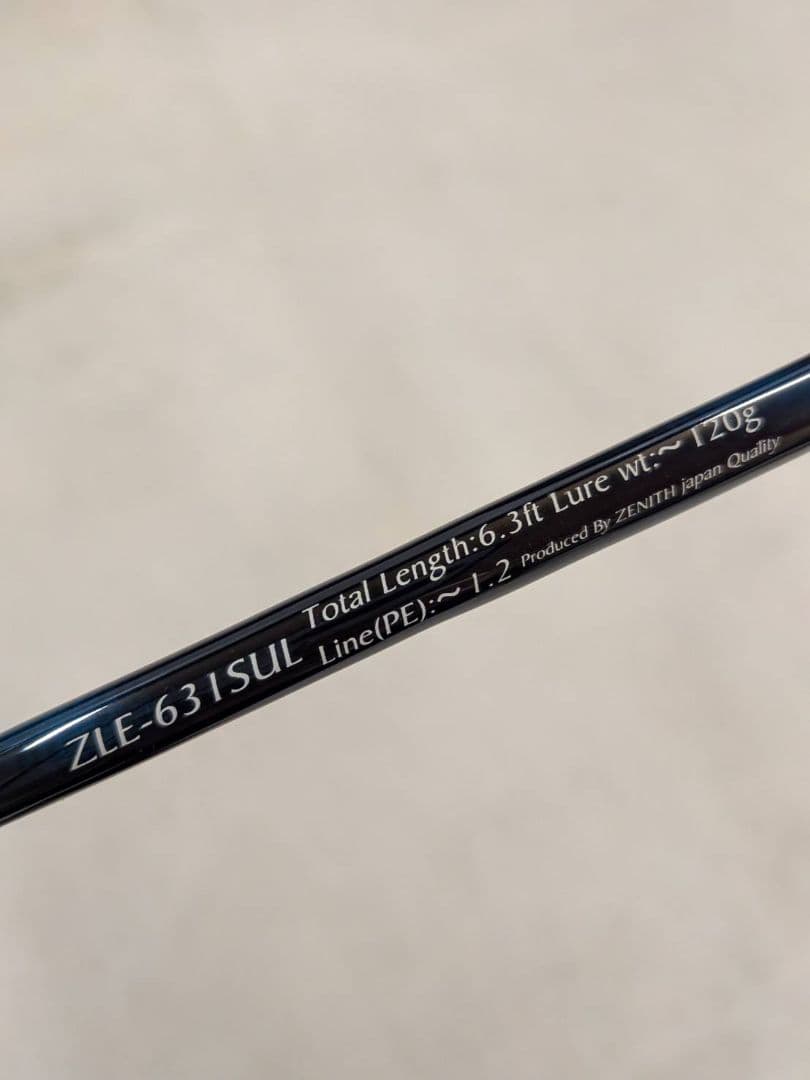 ZLE-631SUL
Total Length:6.3ft Lure wt:~120g
Line(PE):~1.2 Produced By ZENITH japan Quality